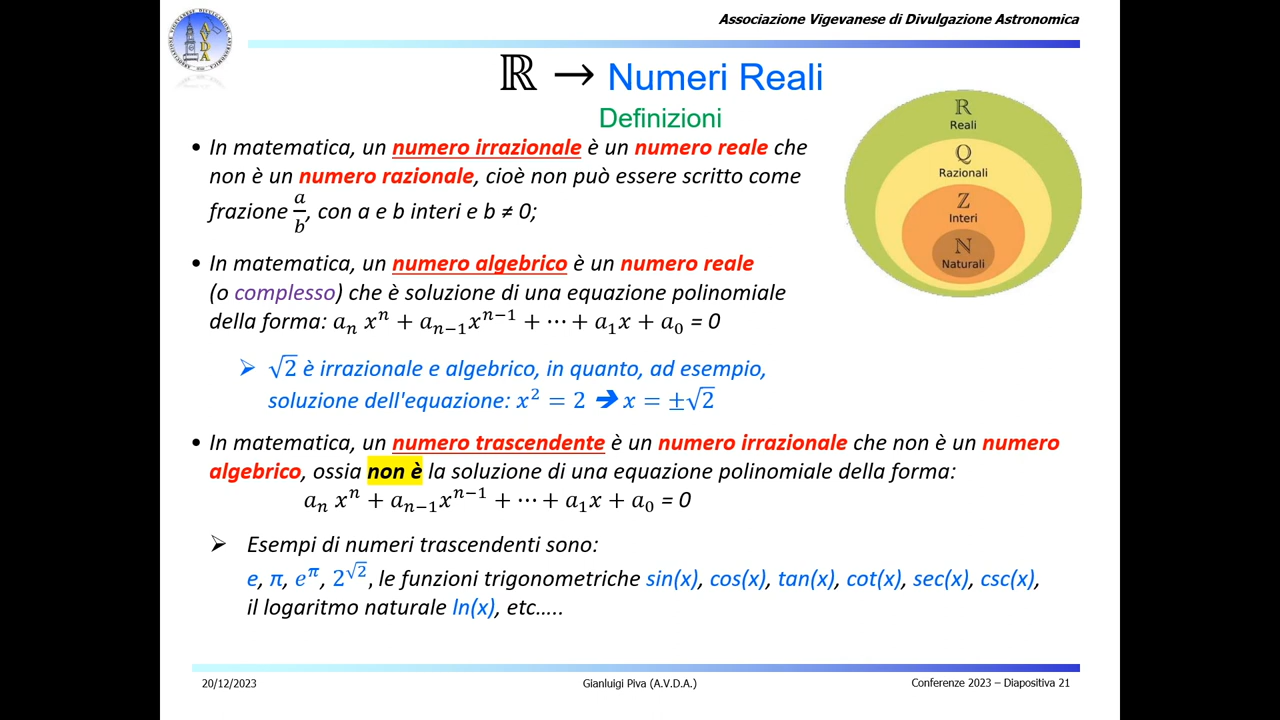 Associazione Vigevanese di Divulgazione Astronomica
ℝ → Numeri Reali
Definizioni
• In matematica, un numero irrazionale è un numero reale che
non è un numero razionale, cioè non può essere scritto come
frazione a/b, con a e b interi e b ≠ 0;
ℝ
Reali
ℚ
Razionali
ℤ
Interi
ℕ
Naturali
• In matematica, un numero algebrico è un numero reale
(o complesso) che è soluzione di una equazione polinomiale
della forma: aₙ xⁿ + aₙ₋₁xⁿ⁻¹ + ⋯ + a₁x + a₀ = 0
➢ √2 è irrazionale e algebrico, in quanto, ad esempio,
soluzione dell'equazione: x² = 2 ➔ x = ±√2
• In matematica, un numero trascendente è un numero irrazionale che non è un numero
algebrico, ossia non è la soluzione di una equazione polinomiale della forma:
aₙ xⁿ + aₙ₋₁xⁿ⁻¹ + ⋯ + a₁x + a₀ = 0
➢ Esempi di numeri trascendenti sono:
e, π, e^π, 2^√2, le funzioni trigonometriche sin(x), cos(x), tan(x), cot(x), sec(x), csc(x),
il logaritmo naturale ln(x), etc.....
20/12/2023
Gianluigi Piva (A.V.D.A.)
Conferenze 2023 – Diapositiva 21